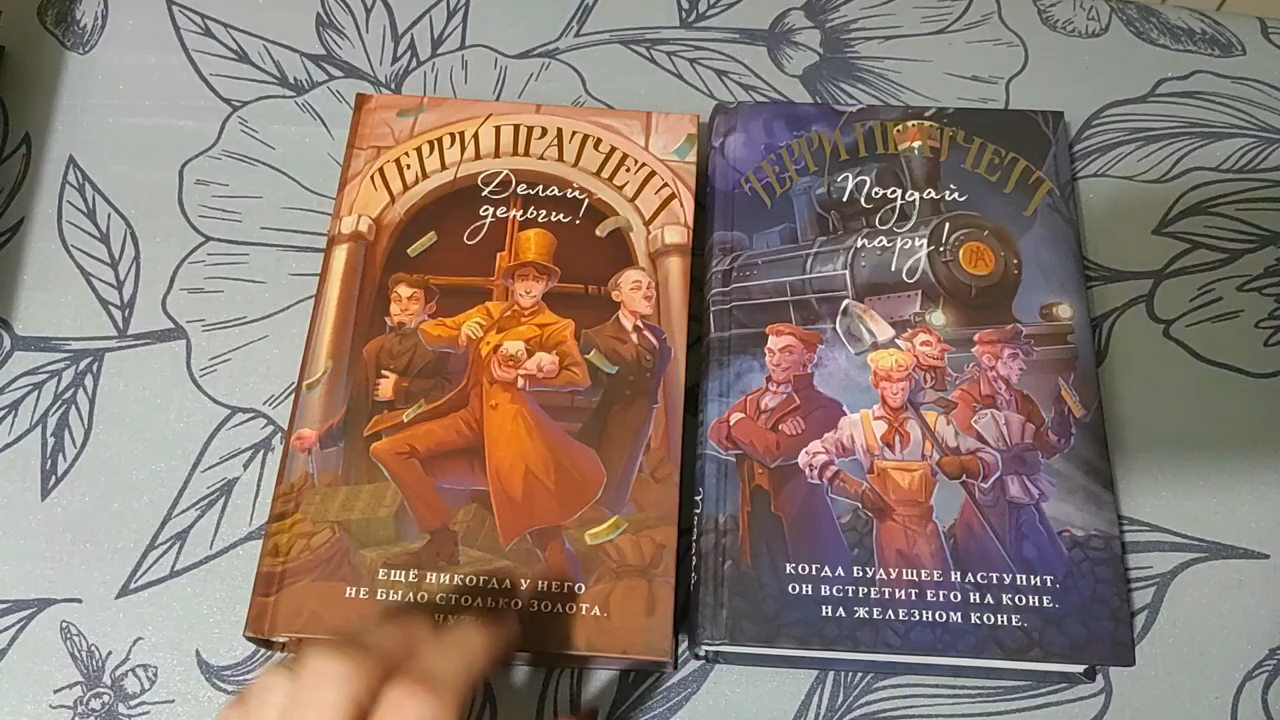 ТЕРРИ ПРАТЧЕТТ
Делай
деньги!
ЕЩЁ НИКОГДА У НЕГО
НЕ БЫЛО СТОЛЬКО ЗОЛОТА.
ТЕРРИ ПРАТЧЕТТ
Поддай
пару!
КОГДА БУДУЩЕЕ НАСТУПИТ,
ОН ВСТРЕТИТ ЕГО НА КОНЕ.
НА ЖЕЛЕЗНОМ КОНЕ.
Поддай